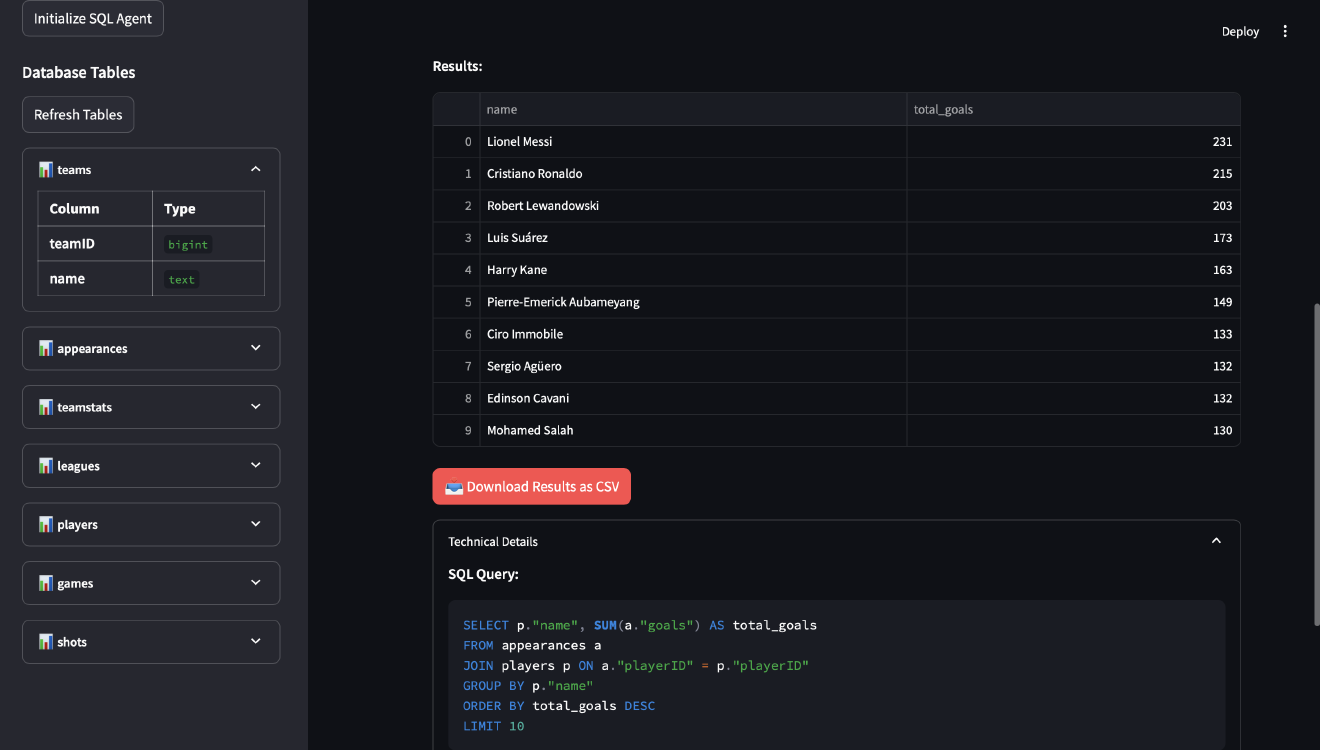 Initialize SQL Agent
Database Tables
Refresh Tables
teams
Column Type
teamID bigint
name text
appearances
teamstats
leagues
players
games
shots
Deploy
Results:
name total_goals
0 Lionel Messi 231
1 Cristiano Ronaldo 215
2 Robert Lewandowski 203
3 Luis Suárez 173
4 Harry Kane 163
5 Pierre-Emerick Aubameyang 149
6 Ciro Immobile 133
7 Sergio Agüero 132
8 Edinson Cavani 132
9 Mohamed Salah 130
Download Results as CSV
Technical Details
SQL Query:
SELECT p."name", SUM(a."goals") AS total_goals
FROM appearances a
JOIN players p ON a."playerID" = p."playerID"
GROUP BY p."name"
ORDER BY total_goals DESC
LIMIT 10